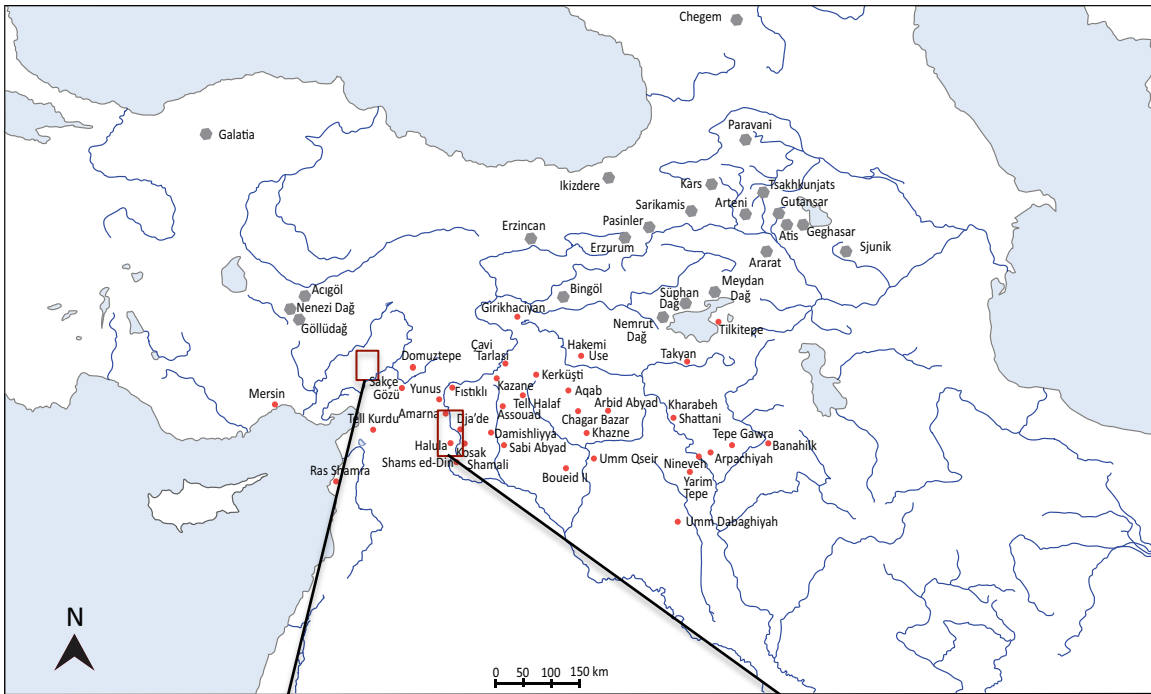 Chegem
Paravani
Galatia
Ikizdere
Kars
Tsakhkunjats
Sarikamis
Arteni
Gutansar
Pasinler
Erzincan
Erzurum
Atis
Geghasar
Sjunik
Ararat
Acıgöl
Nenezi Dağ
Göllüdağ
Bingöl
Süphan
Dağ
Meydan
Dağ
Nemrut
Dağ
Tilkitepe
Girikhaciyan
Çavi
Tarlasi
Hakemi
Use
Takyan
Domuztepe
Sakçe
Gözü
Yunus
Fıstıklı
Kazane
Kerküşti
Aqab
Mersin
Tell Kurdu
Amarna
Dja'de
Tell Halaf
Assouad
Arbid Abyad
Chagar Bazar
Khazne
Kharabeh
Shattani
Halula
Kosak
Shamali
Damishliyya
Sabi Abyad
Shams ed-Din
Tepe Gawra
Banahilk
Arpachiyah
Nineveh
Yarim
Tepe
Ras Shamra
Boueid II
Umm Qseir
Umm Dabaghiyah
N
0 50 100 150 km